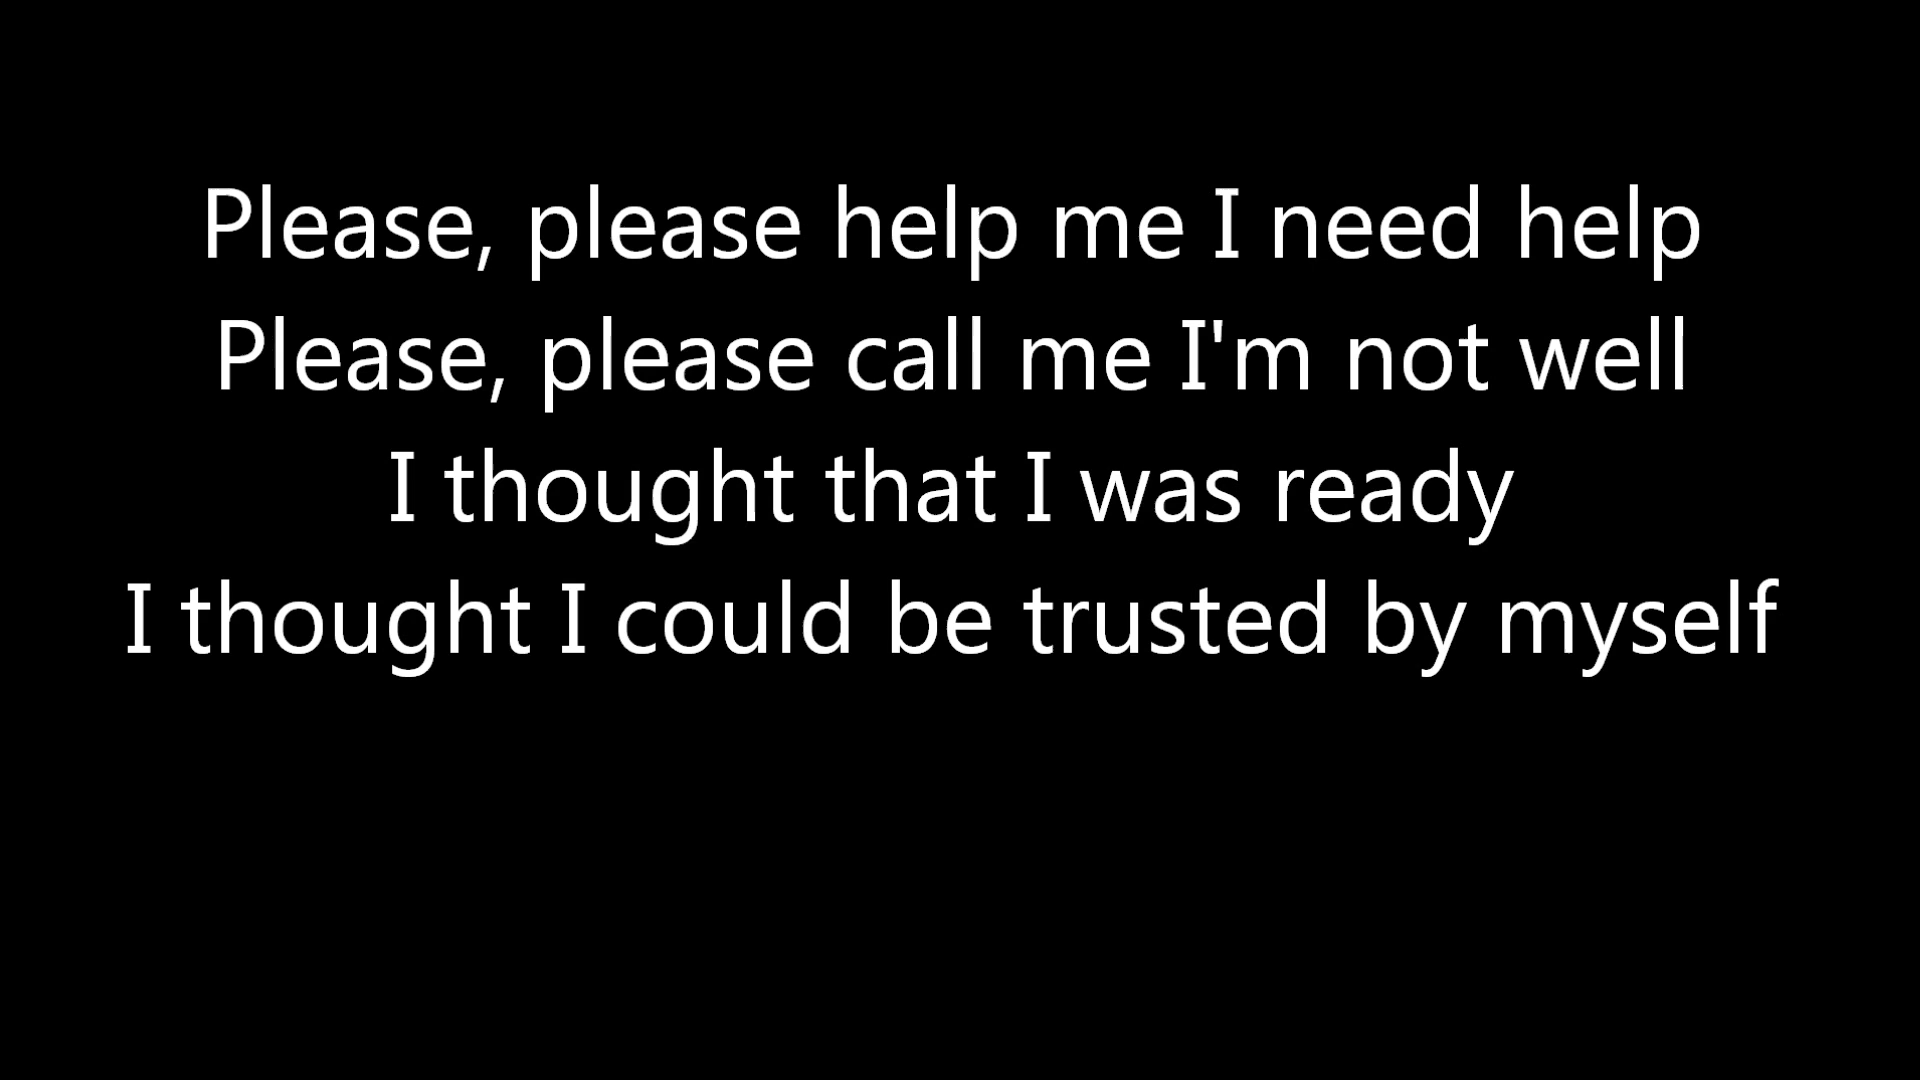 Please, please help me I need help
Please, please call me I'm not well
I thought that I was ready
I thought I could be trusted by myself